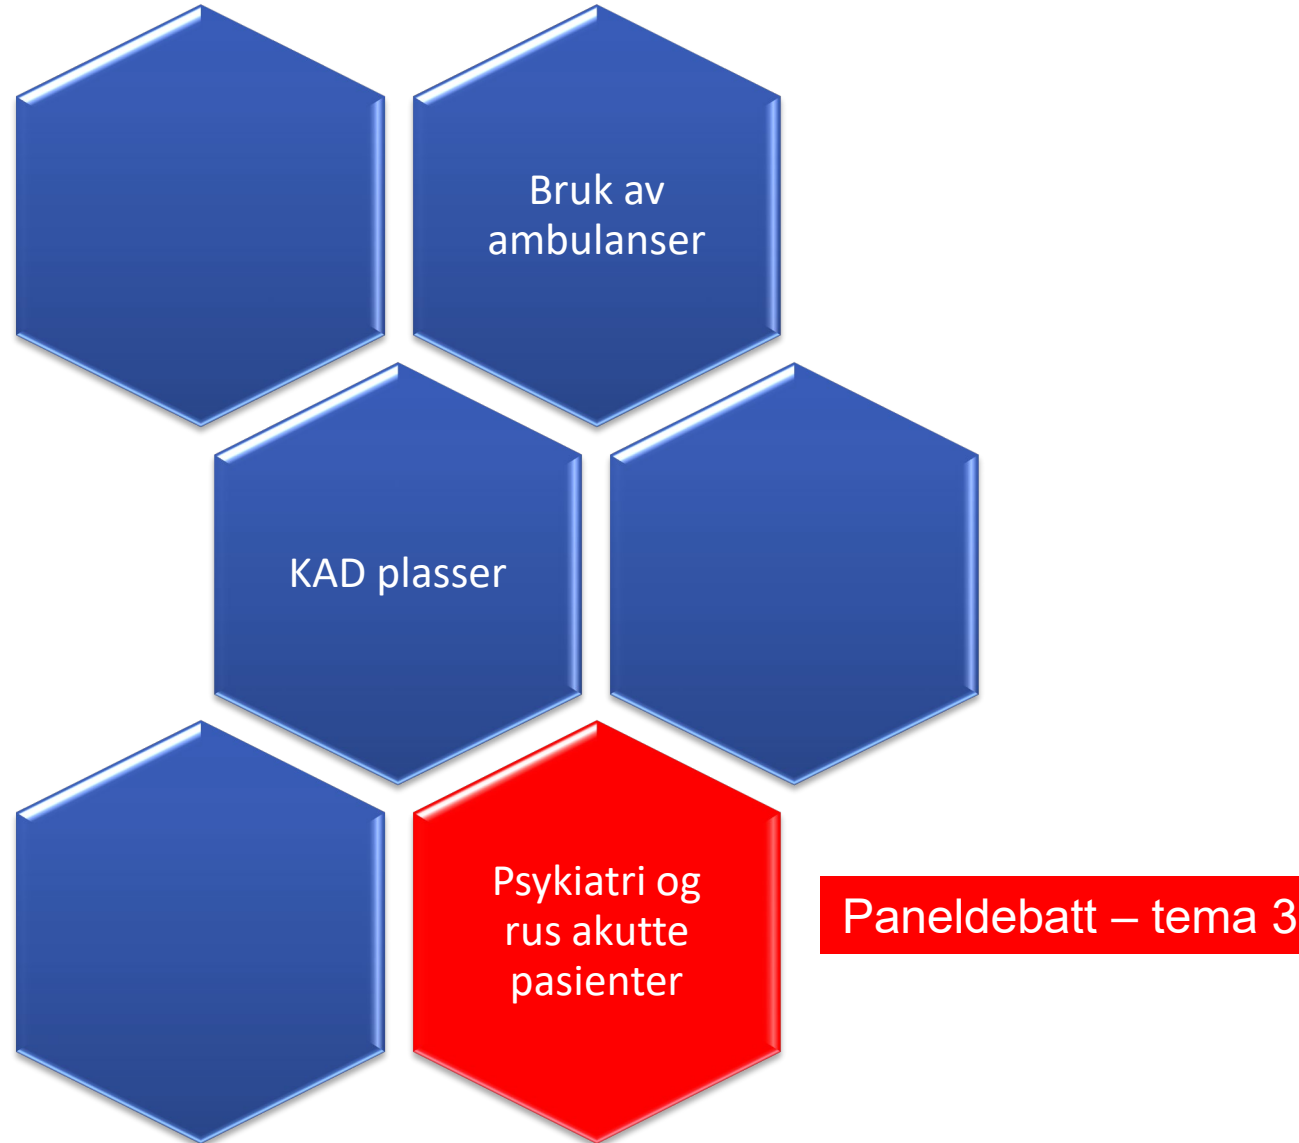 Bruk av
ambulanser
KAD plasser
Psykiatri og
rus akutte
pasienter
Paneldebatt – tema 3